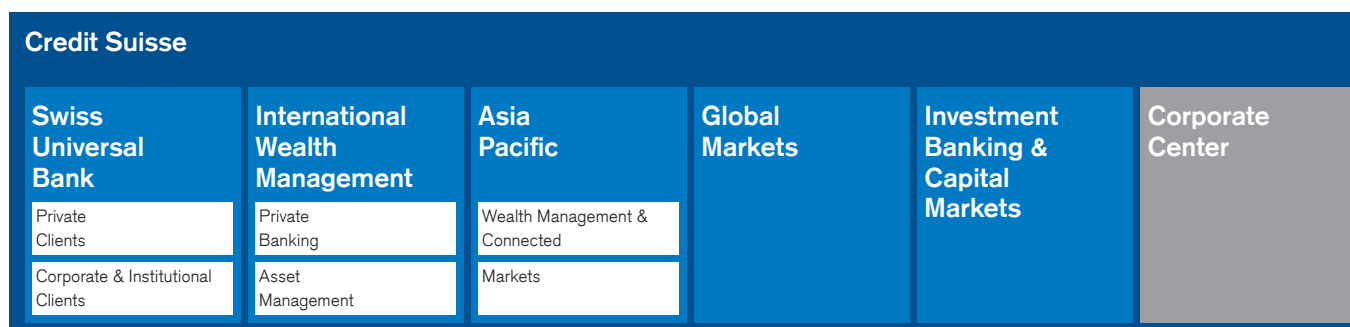 Credit Suisse
Swiss
Universal
Bank
Private
Clients
Corporate & Institutional
Clients
International
Wealth
Management
Private
Banking
Asset
Management
Asia
Pacific
Wealth Management &
Connected
Markets
Global
Markets
Investment
Banking &
Capital
Markets
Corporate
Center